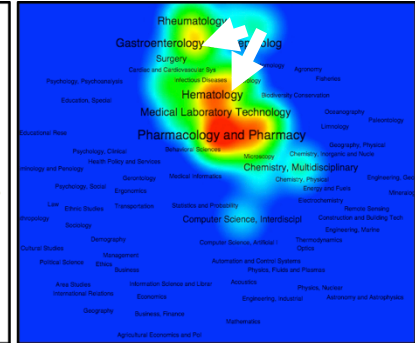 Rheumatology
Gastroenterology
Surgery
Cardiac and Cardiovascular Sys
Agronomy
Infectious Diseases
Fisheries
Psychology, Psychoanalysis
Hematology
Biodiversity Conservation
Education, Special
Medical Laboratory Technology
Oceanography
Limnology
Paleontology
Pharmacology and Pharmacy
Behavioral Sciences
Geography, Physical
Psychology, Clinical
Microscopy
Chemistry, Inorganic and Nucle
Health Policy and Services
Chemistry, Multidisciplinary
Gerontology
Medical Informatics
Chemistry, Physical
Psychology, Social
Ergonomics
Energy and Fuels
Electrochemistry
Law
Ethnic Studies
Transportation
Statistics and Probability
Remote Sensing
Computer Science, Interdiscipl
Construction and Building Tech
Sociology
Engineering, Marine
Demography
Computer Science, Artificial I
Thermodynamics
Optics
Cultural Studies
Management
Political Science
Ethics
Business
Automation and Control Systems
Physics, Fluids and Plasmas
Area Studies
Information Science and Librar
Acoustics
Physics, Nuclear
International Relations
Economics
Engineering, Industrial
Astronomy and Astrophysics
Geography
Business, Finance
Mathematics
Agricultural Economics and Pol